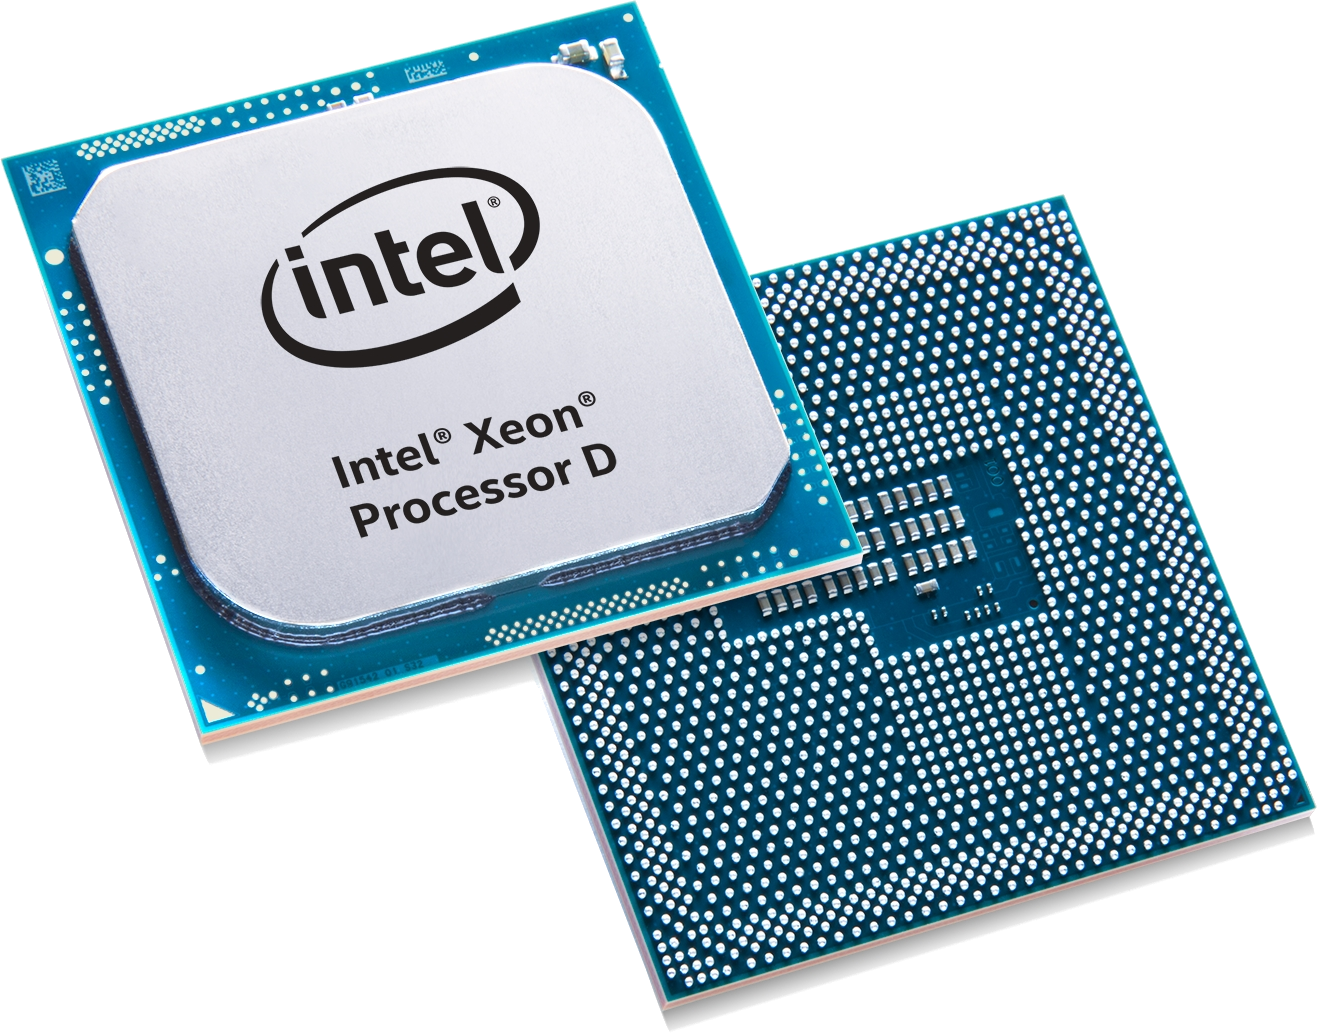 intel®
Intel® Xeon®
Processor D